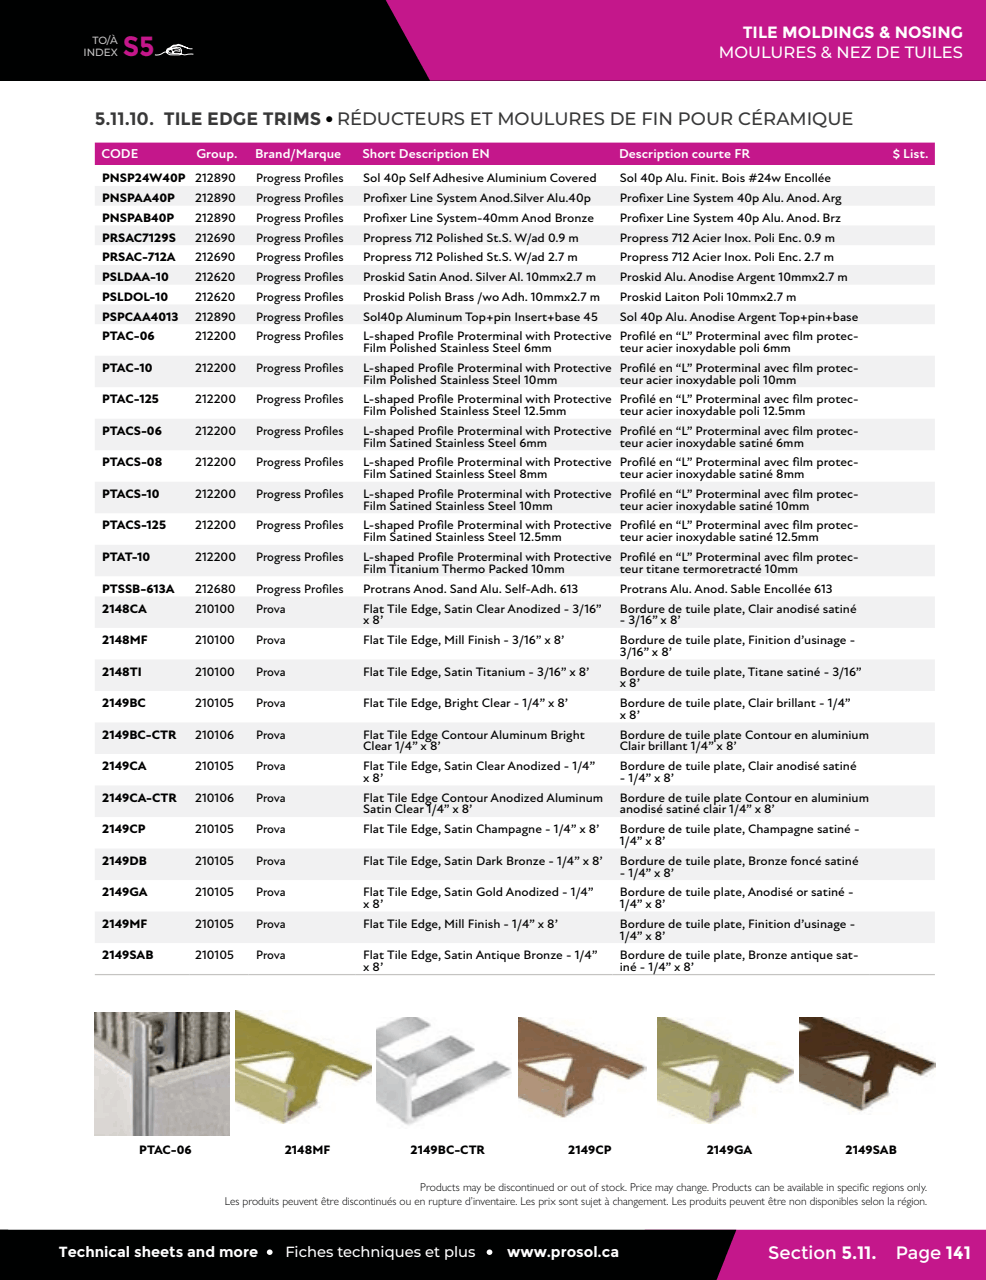 TO/À
INDEX S5
TILE MOLDINGS & NOSING
MOULURES & NEZ DE TUILES
5.11.10. TILE EDGE TRIMS • RÉDUCTEURS ET MOULURES DE FIN POUR CÉRAMIQUE
CODE Group. Brand/Marque Short Description EN Description courte FR $ List.
PNSP24W40P 212890 Progress Profiles Sol 40p Self Adhesive Aluminium Covered Sol 40p Alu. Finit. Bois #24w Encollée
PNSPAA40P 212890 Progress Profiles Profixer Line System Anod.Silver Alu.40p Profixer Line System 40p Alu. Anod. Arg
PNSPAB40P 212890 Progress Profiles Profixer Line System-40mm Anod Bronze Profixer Line System 40p Alu. Anod. Brz
PRSAC7129S 212690 Progress Profiles Propress 712 Polished St.S. W/ad 0.9 m Propress 712 Acier Inox. Poli Enc. 0.9 m
PRSAC-712A 212690 Progress Profiles Propress 712 Polished St.S. W/ad 2.7 m Propress 712 Acier Inox. Poli Enc. 2.7 m
PSLDAA-10 212620 Progress Profiles Proskid Satin Anod. Silver Al. 10mmx2.7 m Proskid Alu. Anodise Argent 10mmx2.7 m
PSLDOL-10 212620 Progress Profiles Proskid Polish Brass /wo Adh. 10mmx2.7 m Proskid Laiton Poli 10mmx2.7 m
PSPCAA4013 212890 Progress Profiles Sol40p Aluminum Top+pin Insert+base 45 Sol 40p Alu. Anodise Argent Top+pin+base
PTAC-06 212200 Progress Profiles L-shaped Profile Proterminal with Protective Profilé en “L” Proterminal avec film protec-
Film Polished Stainless Steel 6mm teur acier inoxydable poli 6mm
PTAC-10 212200 Progress Profiles L-shaped Profile Proterminal with Protective Profilé en “L” Proterminal avec film protec-
Film Polished Stainless Steel 10mm teur acier inoxydable poli 10mm
PTAC-125 212200 Progress Profiles L-shaped Profile Proterminal with Protective Profilé en “L” Proterminal avec film protec-
Film Polished Stainless Steel 12.5mm teur acier inoxydable poli 12.5mm
PTACS-06 212200 Progress Profiles L-shaped Profile Proterminal with Protective Profilé en “L” Proterminal avec film protec-
Film Satined Stainless Steel 6mm teur acier inoxydable satiné 6mm
PTACS-08 212200 Progress Profiles L-shaped Profile Proterminal with Protective Profilé en “L” Proterminal avec film protec-
Film Satined Stainless Steel 8mm teur acier inoxydable satiné 8mm
PTACS-10 212200 Progress Profiles L-shaped Profile Proterminal with Protective Profilé en “L” Proterminal avec film protec-
Film Satined Stainless Steel 10mm teur acier inoxydable satiné 10mm
PTACS-125 212200 Progress Profiles L-shaped Profile Proterminal with Protective Profilé en “L” Proterminal avec film protec-
Film Satined Stainless Steel 12.5mm teur acier inoxydable satiné 12.5mm
PTAT-10 212200 Progress Profiles L-shaped Profile Proterminal with Protective Profilé en “L” Proterminal avec film protec-
Film Titanium Thermo Packed 10mm teur titane termoretracté 10mm
PTSSB-613A 212680 Progress Profiles Protrans Anod. Sand Alu. Self-Adh. 613 Protrans Alu. Anod. Sable Encollée 613
2148CA 210100 Prova Flat Tile Edge, Satin Clear Anodized - 3/16” Bordure de tuile plate, Clair anodisé satiné
x 8’ - 3/16” x 8’
2148MF 210100 Prova Flat Tile Edge, Mill Finish - 3/16” x 8’ Bordure de tuile plate, Finition d’usinage -
3/16” x 8’
2148TI 210100 Prova Flat Tile Edge, Satin Titanium - 3/16” x 8’ Bordure de tuile plate, Titane satiné - 3/16”
x 8’
2149BC 210105 Prova Flat Tile Edge, Bright Clear - 1/4” x 8’ Bordure de tuile plate, Clair brillant - 1/4”
x 8’
2149BC-CTR 210106 Prova Flat Tile Edge Contour Aluminum Bright Bordure de tuile plate Contour en aluminium
Clear 1/4” x 8’ Clair brillant 1/4” x 8’
2149CA 210105 Prova Flat Tile Edge, Satin Clear Anodized - 1/4” Bordure de tuile plate, Clair anodisé satiné
x 8’ - 1/4” x 8’
2149CA-CTR 210106 Prova Flat Tile Edge Contour Anodized Aluminum Bordure de tuile plate Contour en aluminium
Satin Clear 1/4” x 8’ anodisé satiné clair 1/4” x 8’
2149CP 210105 Prova Flat Tile Edge, Satin Champagne - 1/4” x 8’ Bordure de tuile plate, Champagne satiné -
1/4” x 8’
2149DB 210105 Prova Flat Tile Edge, Satin Dark Bronze - 1/4” x 8’ Bordure de tuile plate, Bronze foncé satiné
- 1/4” x 8’
2149GA 210105 Prova Flat Tile Edge, Satin Gold Anodized - 1/4” Bordure de tuile plate, Anodisé or satiné -
x 8’ 1/4” x 8’
2149MF 210105 Prova Flat Tile Edge, Mill Finish - 1/4” x 8’ Bordure de tuile plate, Finition d’usinage -
1/4” x 8’
2149SAB 210105 Prova Flat Tile Edge, Satin Antique Bronze - 1/4” Bordure de tuile plate, Bronze antique sat-
x 8’ iné - 1/4” x 8’
PTAC-06 2148MF 2149BC-CTR 2149CP 2149GA 2149SAB
Products may be discontinued or out of stock. Price may change. Products can be available in specific regions only.
Les produits peuvent être discontinués ou en rupture d’inventaire. Les prix sont sujet à changement. Les produits peuvent être non disponibles selon la région.
Technical sheets and more • Fiches techniques et plus • www.prosol.ca
Section 5.11. Page 141